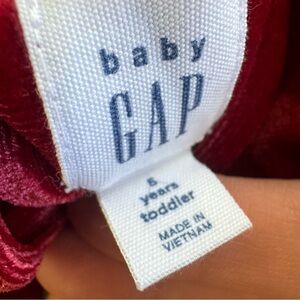 baby
GAP
5
years
toddler
MADE IN
VIETNAM